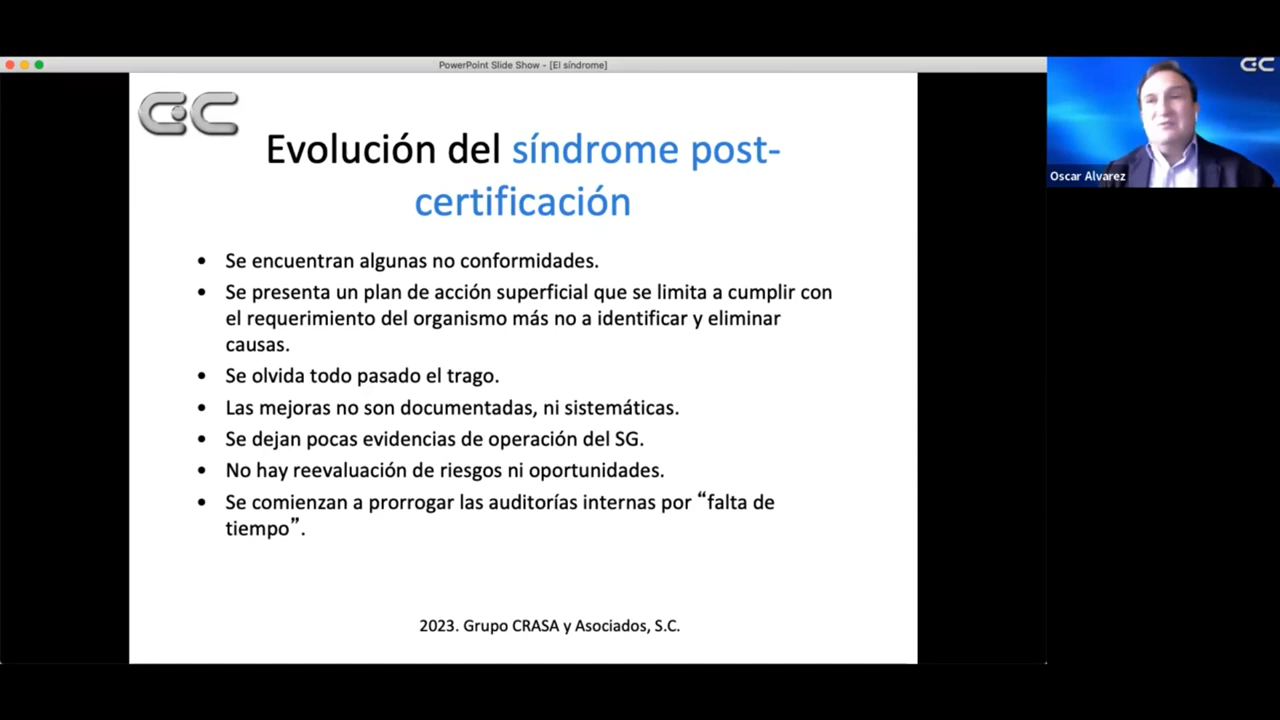 PowerPoint Slide Show - [El síndrome]
GC
GC
Evolución del síndrome post-
certificación
Oscar Alvarez
• Se encuentran algunas no conformidades.
• Se presenta un plan de acción superficial que se limita a cumplir con
el requerimiento del organismo más no a identificar y eliminar
causas.
• Se olvida todo pasado el trago.
• Las mejoras no son documentadas, ni sistemáticas.
• Se dejan pocas evidencias de operación del SG.
• No hay reevaluación de riesgos ni oportunidades.
• Se comienzan a prorrogar las auditorías internas por “falta de
tiempo”.
2023. Grupo CRASA y Asociados, S.C.